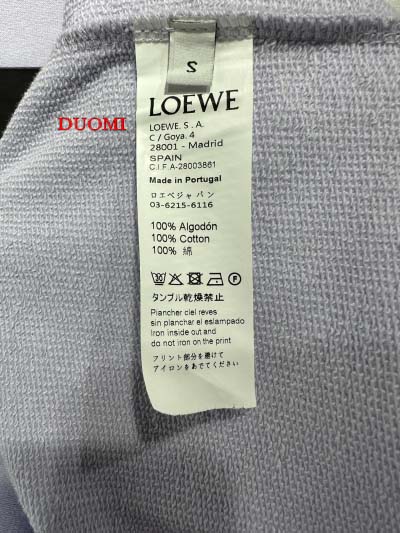 S
LOEWE
DUOMI
LOEWE. S . A.
C / Goya. 4
28001 - Madrid
SPAIN
C.I.F. A-28003861
Made in Portugal
ロエベジャパン
03-6215-6116
100% Algodón
100% Cotton
100% 綿
タンブル乾燥禁止
Plancher ciel reves
sin planchar el eslampado
Iron inside out and
do not iron on the print
プリント部分を避けて
アイロンをあててください